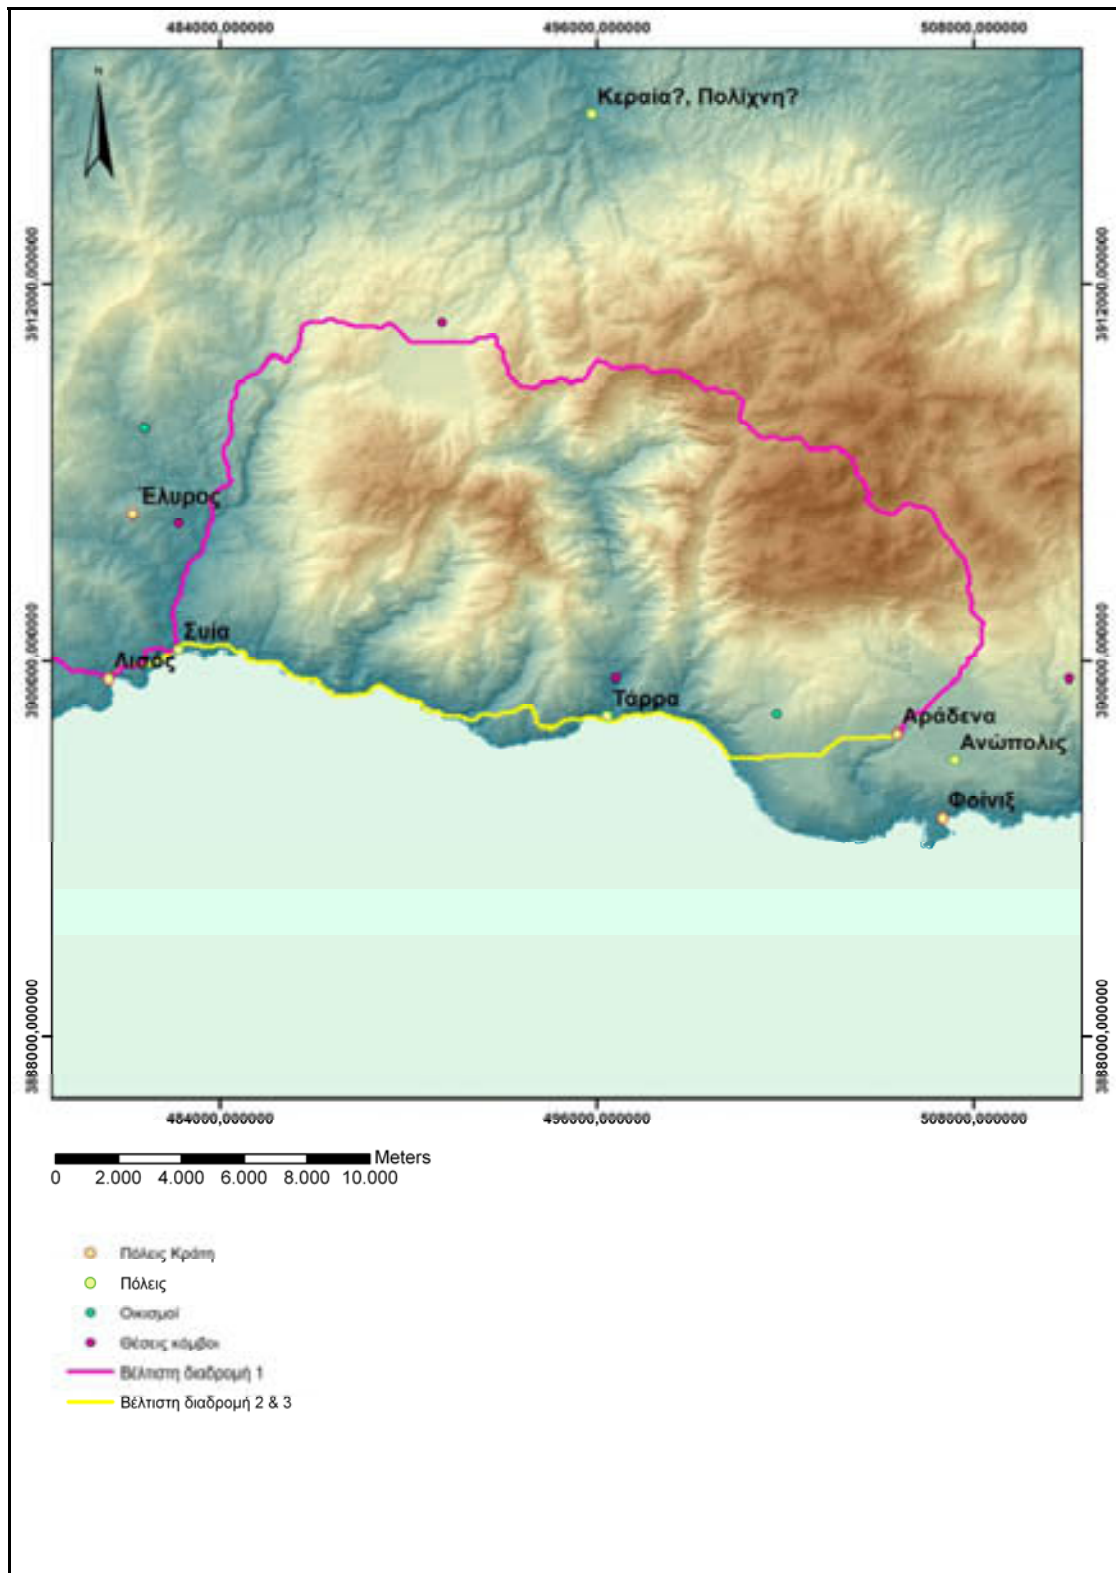 484000,000000 496000,000000 508000,000000
N
Κεραία?, Πολίχνη?
3912000,000000 3912000,000000
Έλυρος
Συία
Λισός
3900000,000000 3900000,000000
Τάρρα
Αράδενα
Ανώπολις
Φοίνιξ
3888000,000000 3888000,000000
484000,000000 496000,000000 508000,000000
Meters
0 2.000 4.000 6.000 8.000 10.000
Πόλεις Κράτη
Πόλεις
Οικισμοί
Θέσεις κόμβοι
Βέλτιστη διαδρομή 1
Βέλτιστη διαδρομή 2 & 3